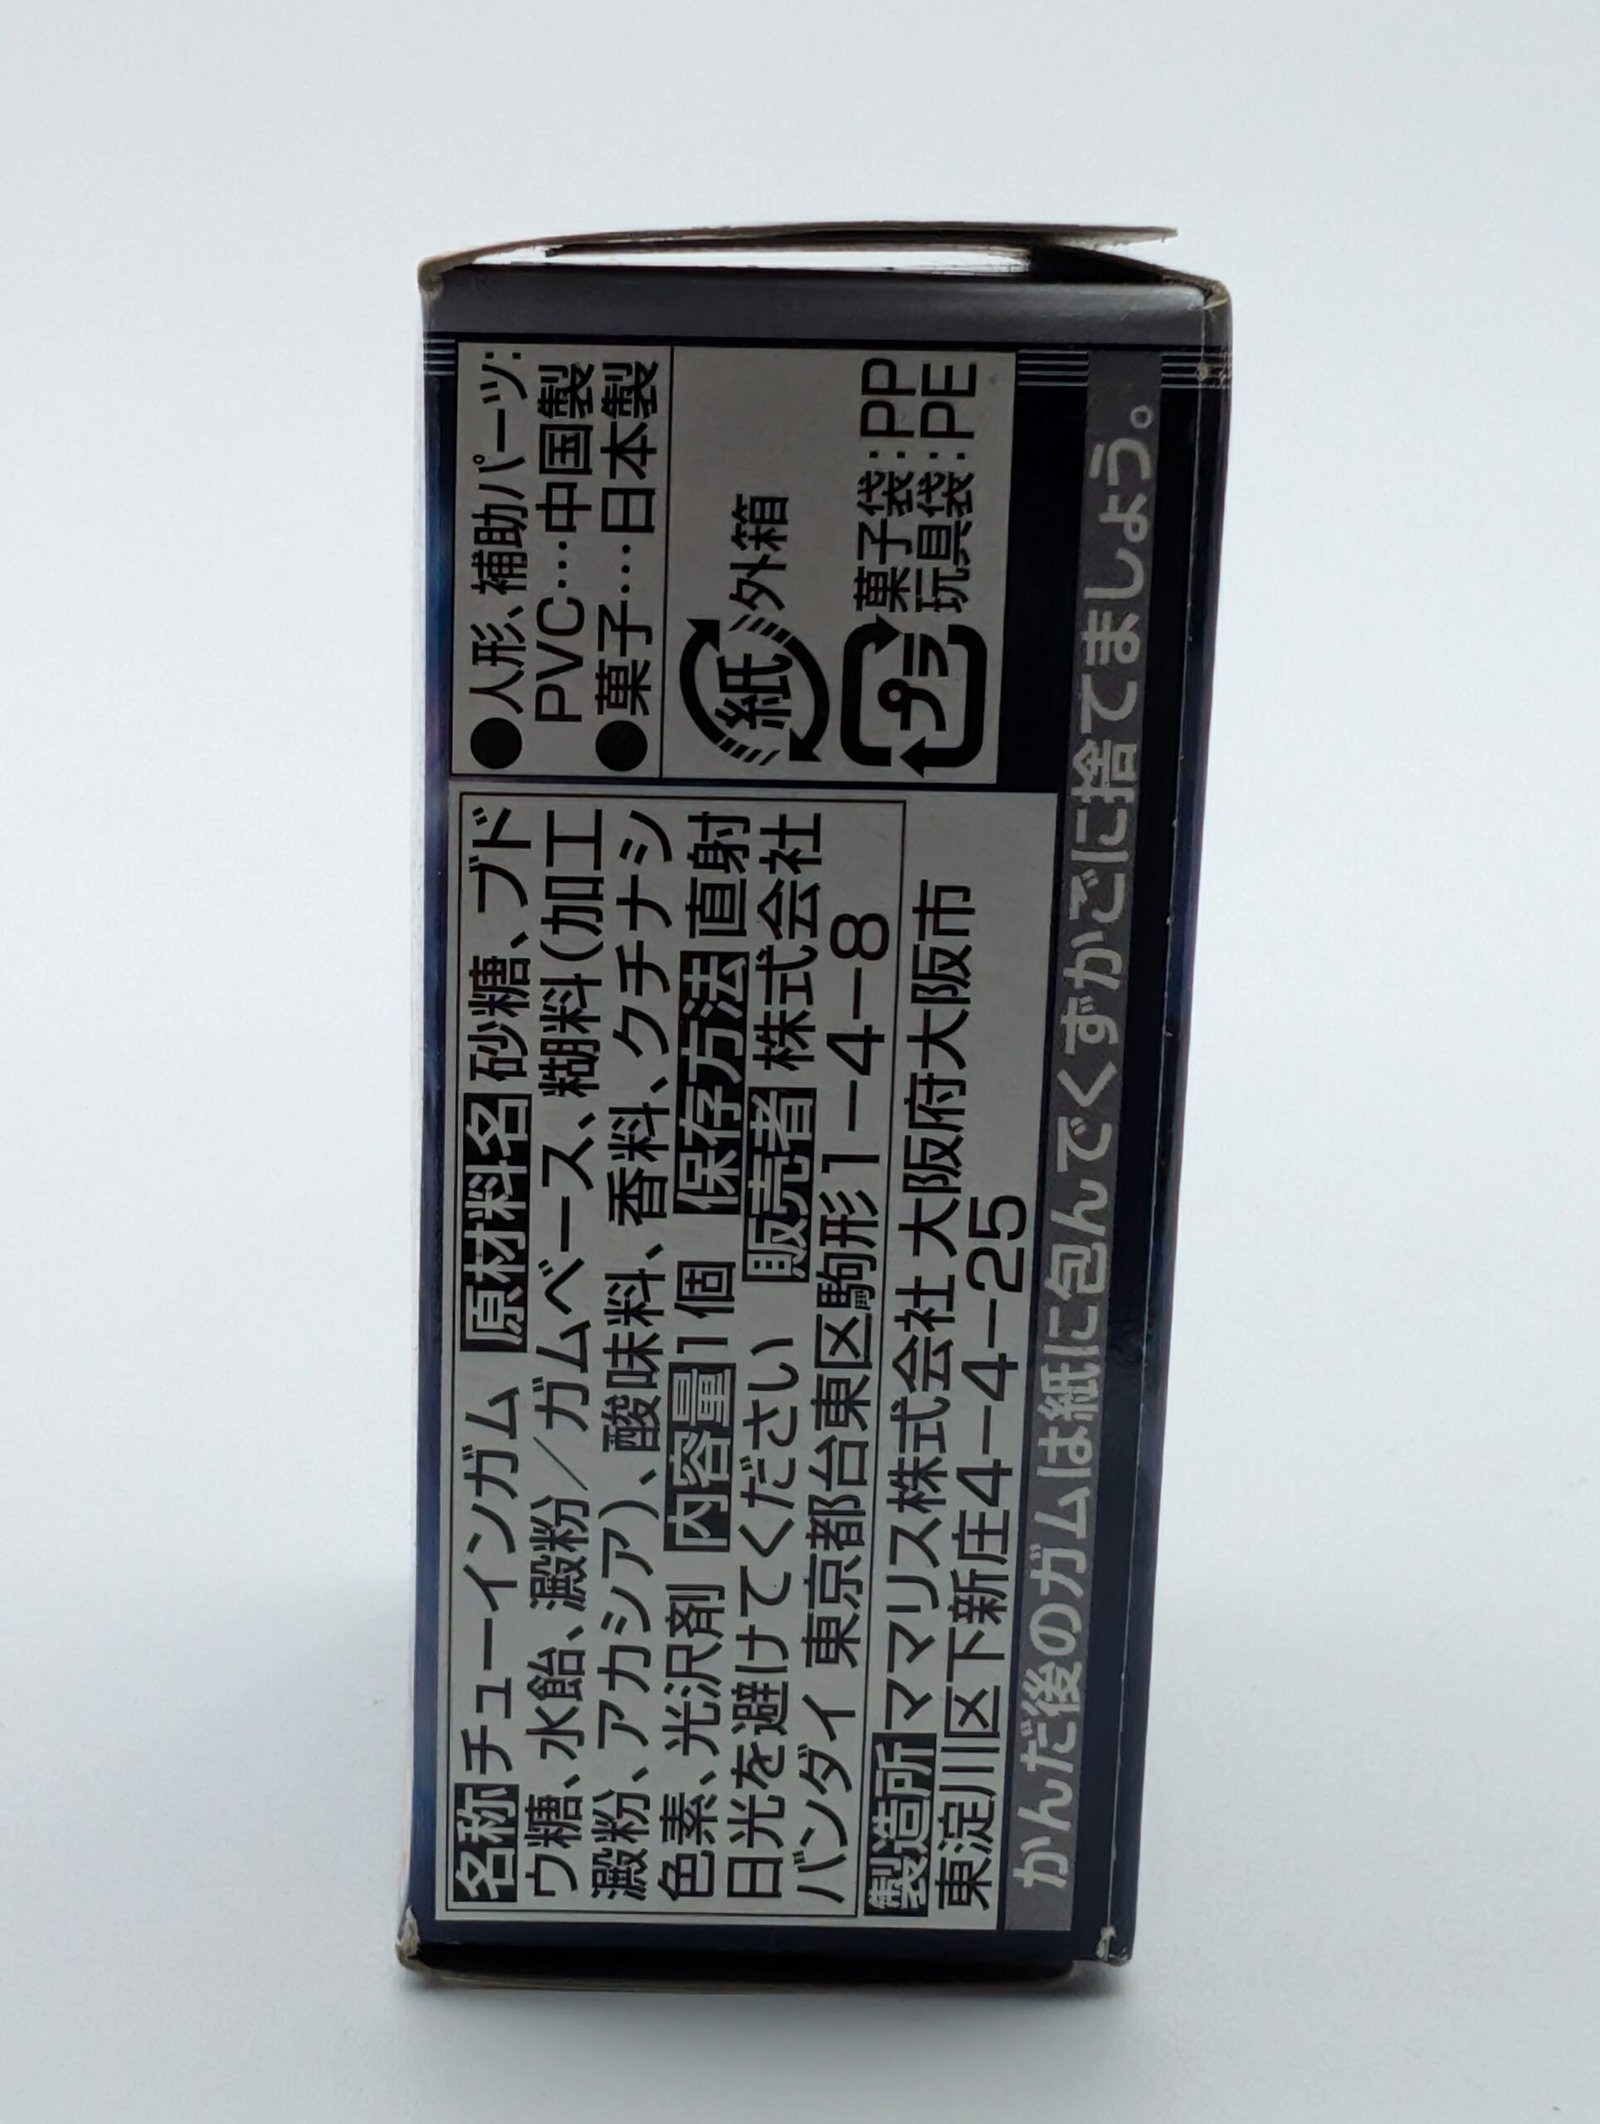 名称チューインガム 原材料名砂糖、ブド
ウ糖、水飴、澱粉／ガムベース、糊料(加工
澱粉、アカシア)、酸味料、香料、クチナシ
色素、光沢剤 内容量1個 保存方法直射
日光を避けてください 販売者株式会社
バンダイ 東京都台東区駒形1-4-8
製造所ママリス株式会社 大阪府大阪市
東淀川区下新庄4-4-25
●人形、補助パーツ:
PVC…中国製
●菓子…日本製
紙 外箱
プラ 菓子袋:PP
玩具袋:PE
かんだ後のガムは紙に包んでくずかごに捨てましょう。